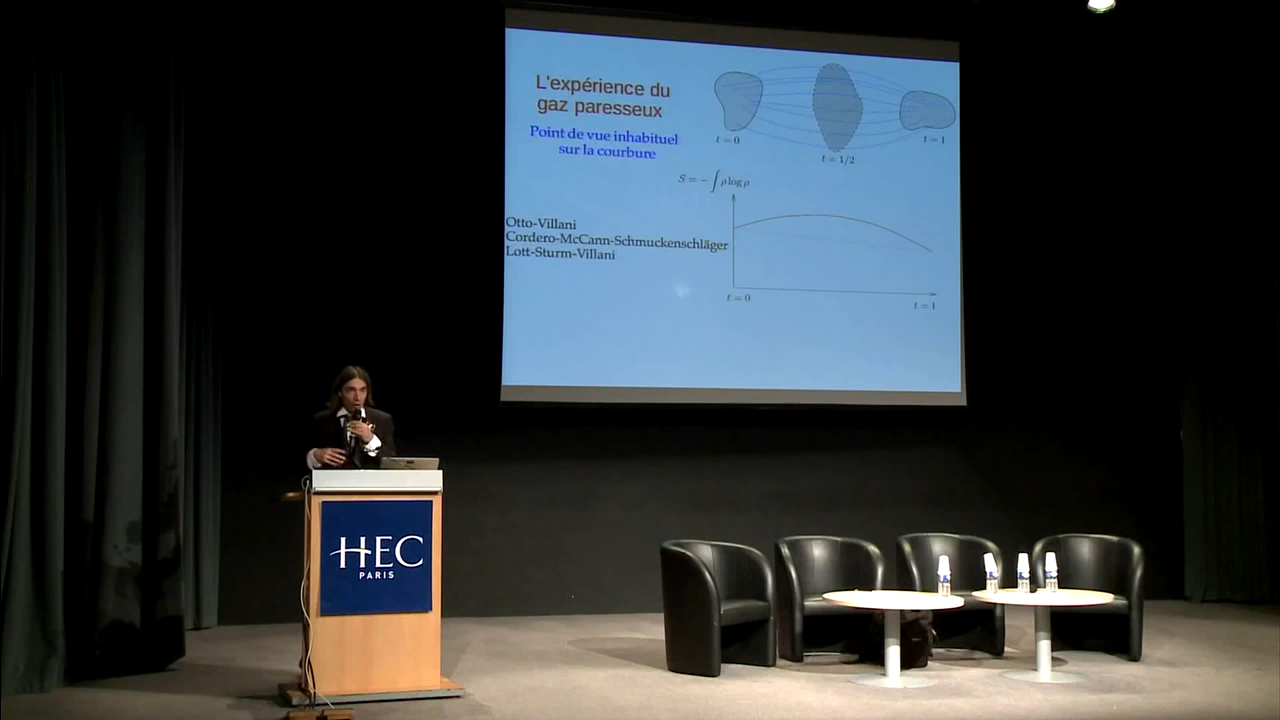 L'expérience du
gaz paresseux
Point de vue inhabituel
sur la courbure
t = 0
t = 1/2
t = 1
S = − ∫ ρ log ρ
Otto-Villani
Cordero-McCann-Schmuckenschläger
Lott-Sturm-Villani
t = 0
t = 1
HEC
PARIS